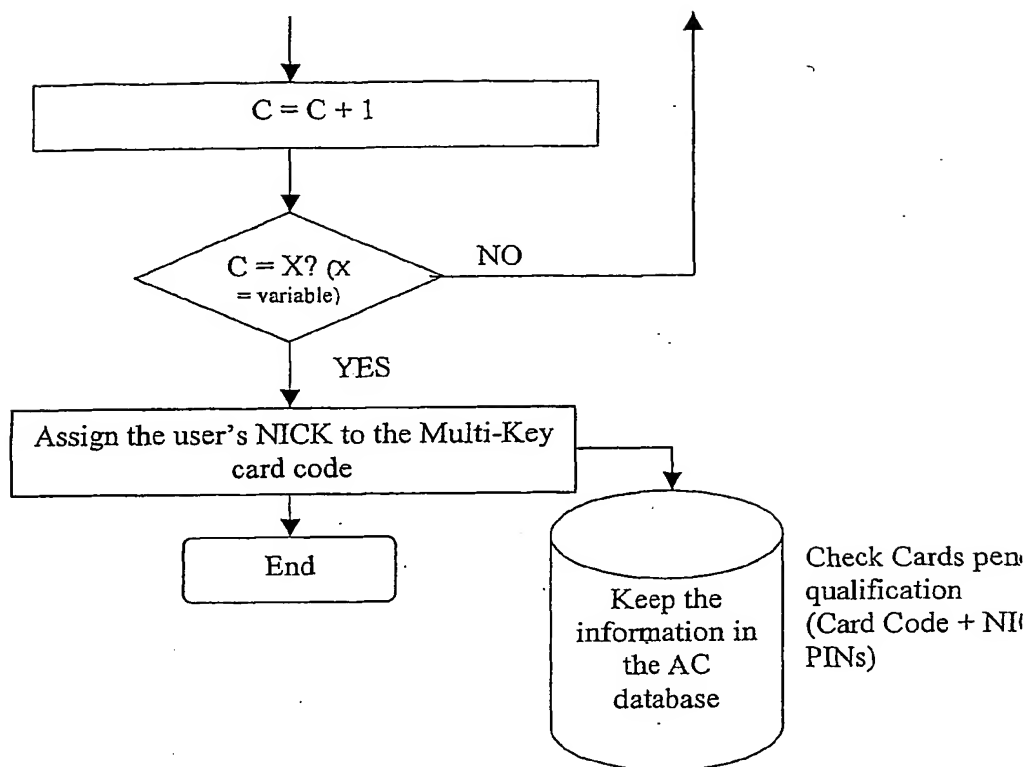 C = C + 1
C = X? (x
= variable)
NO
YES
Assign the user's NICK to the Multi-Key
card code
End
Keep the
information in
the AC
database
Check Cards
qualification
(Card Code +
PINs)